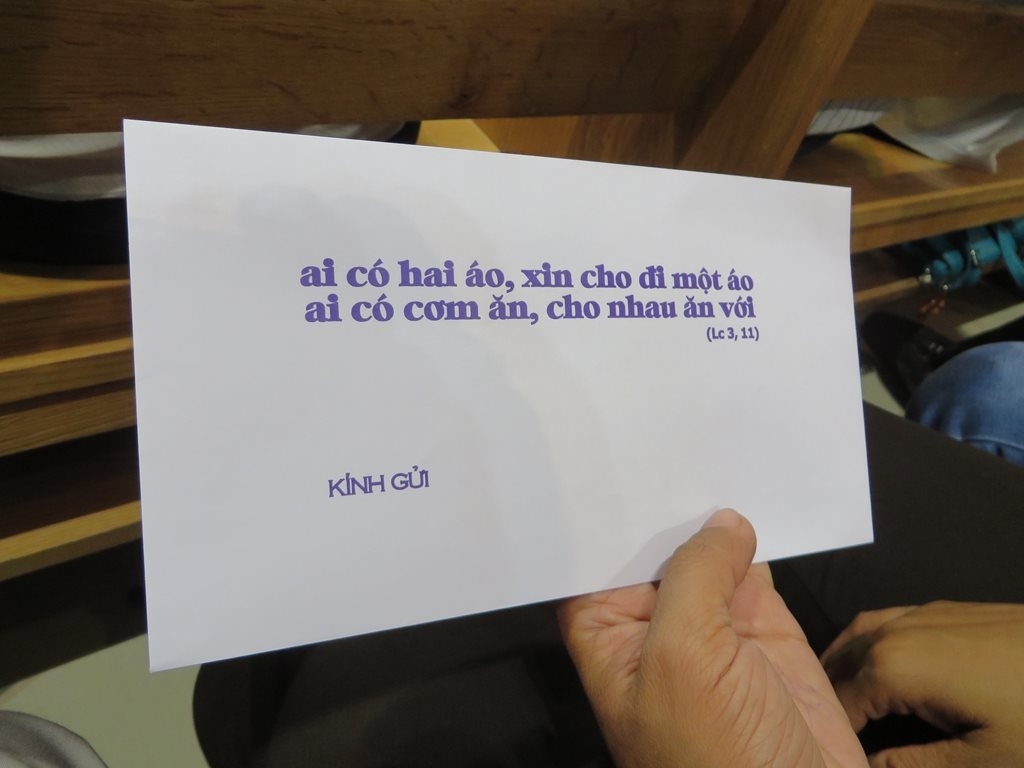 ai có hai áo, xin cho đi một áo
ai có cơm ăn, cho nhau ăn với
(Lc 3, 11)
KÍNH GỬI